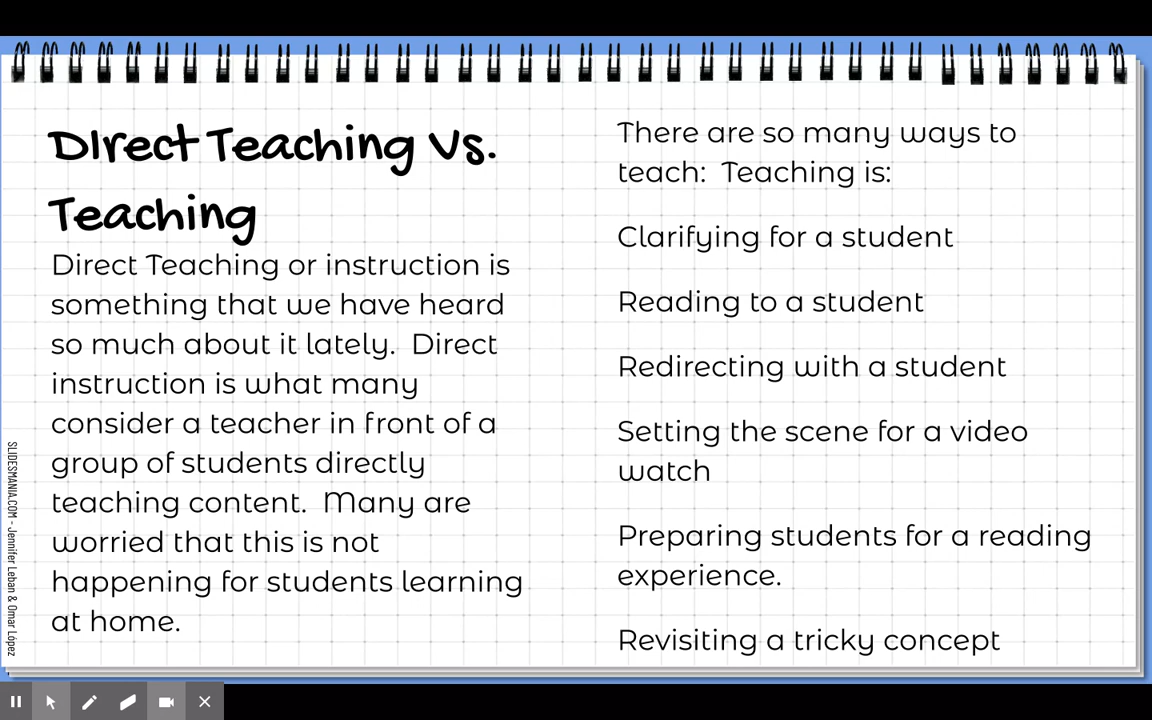 DIrect Teaching Vs.
Teaching
Direct Teaching or instruction is
something that we have heard
so much about it lately.  Direct
instruction is what many
consider a teacher in front of a
group of students directly
teaching content.  Many are
worried that this is not
happening for students learning
at home.
There are so many ways to
teach:  Teaching is:
Clarifying for a student
Reading to a student
Redirecting with a student
Setting the scene for a video
watch
Preparing students for a reading
experience.
Revisiting a tricky concept
SLIDESMANIA.COM - Jennifer Leban & Omar López